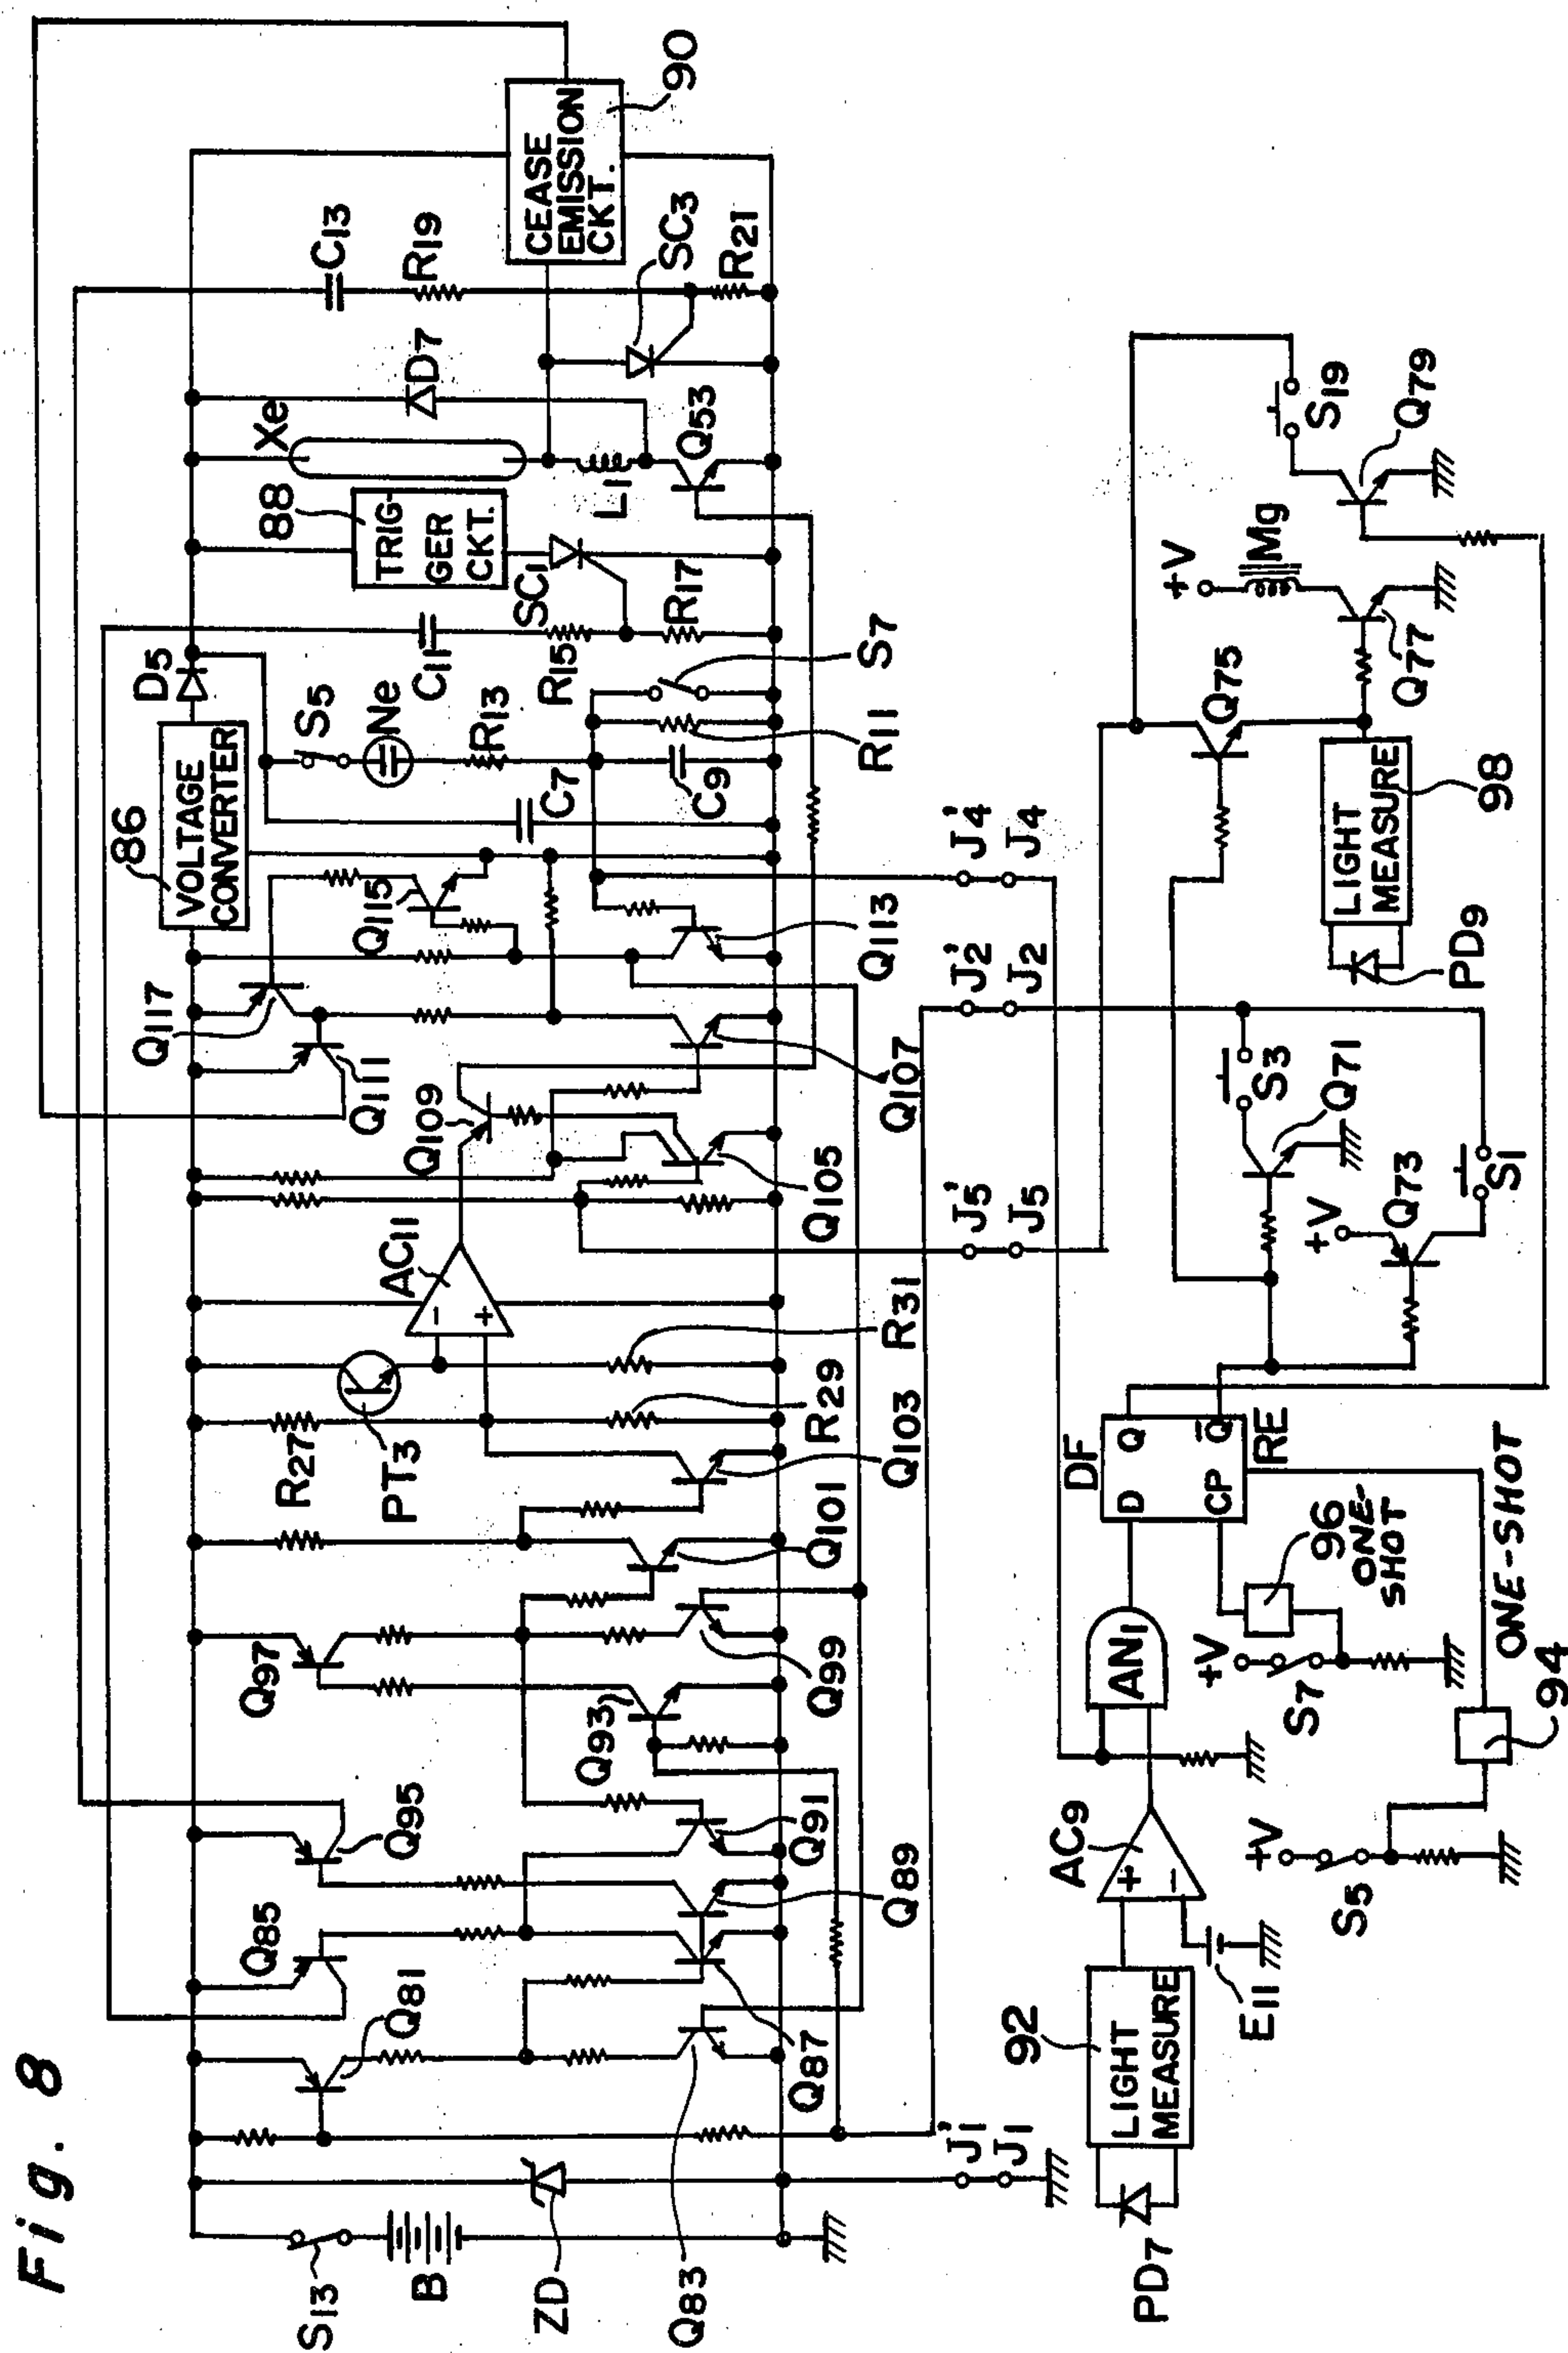 Fig. 8
S13
B
ZD
Q83
Q81
Q85
Q87
Q89
Q95
Q91
Q93
Q97
Q99
Q101
Q103
R27
PT3
R29
R31
AC11
-
+
Q105
Q109
Q107
Q111
Q117
Q115
Q113
86
VOLTAGE
CONVERTER
D5
C7
S5
Ne
R13
C9
R11
S7
C11
R15
R17
SC1
88
TRIG-
GER
CKT.
Xe
L1
Q53
D7
C13
R19
SC3
R21
CEASE
EMISSION
CKT.
90
J1'
J1
J5'
J5
J2'
J2
J4'
J4
PD7
92
LIGHT
MEASURE
E11
AC9
+
-
AN1
+V
S5
94
ONE-SHOT
+V
S7
96
ONE-
SHOT
DF
D
Q
CP
Q̅
RE
+V
Q73
S1
Q71
S3
PD9
LIGHT
MEASURE
98
Q75
Q77
+V
Mg
Q79
S19